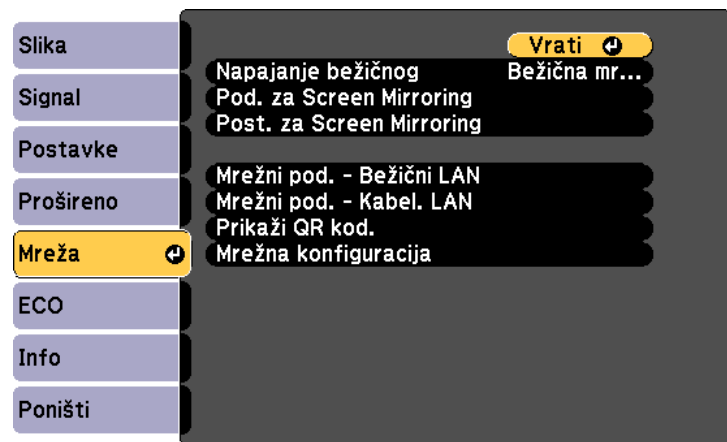 Slika
Signal
Postavke
Prošireno
Mreža
ECO
Info
Poništi
Vrati
Napajanje bežičnog Bežična mr...
Pod. za Screen Mirroring
Post. za Screen Mirroring
Mrežni pod. - Bežični LAN
Mrežni pod. - Kabel. LAN
Prikaži QR kod.
Mrežna konfiguracija